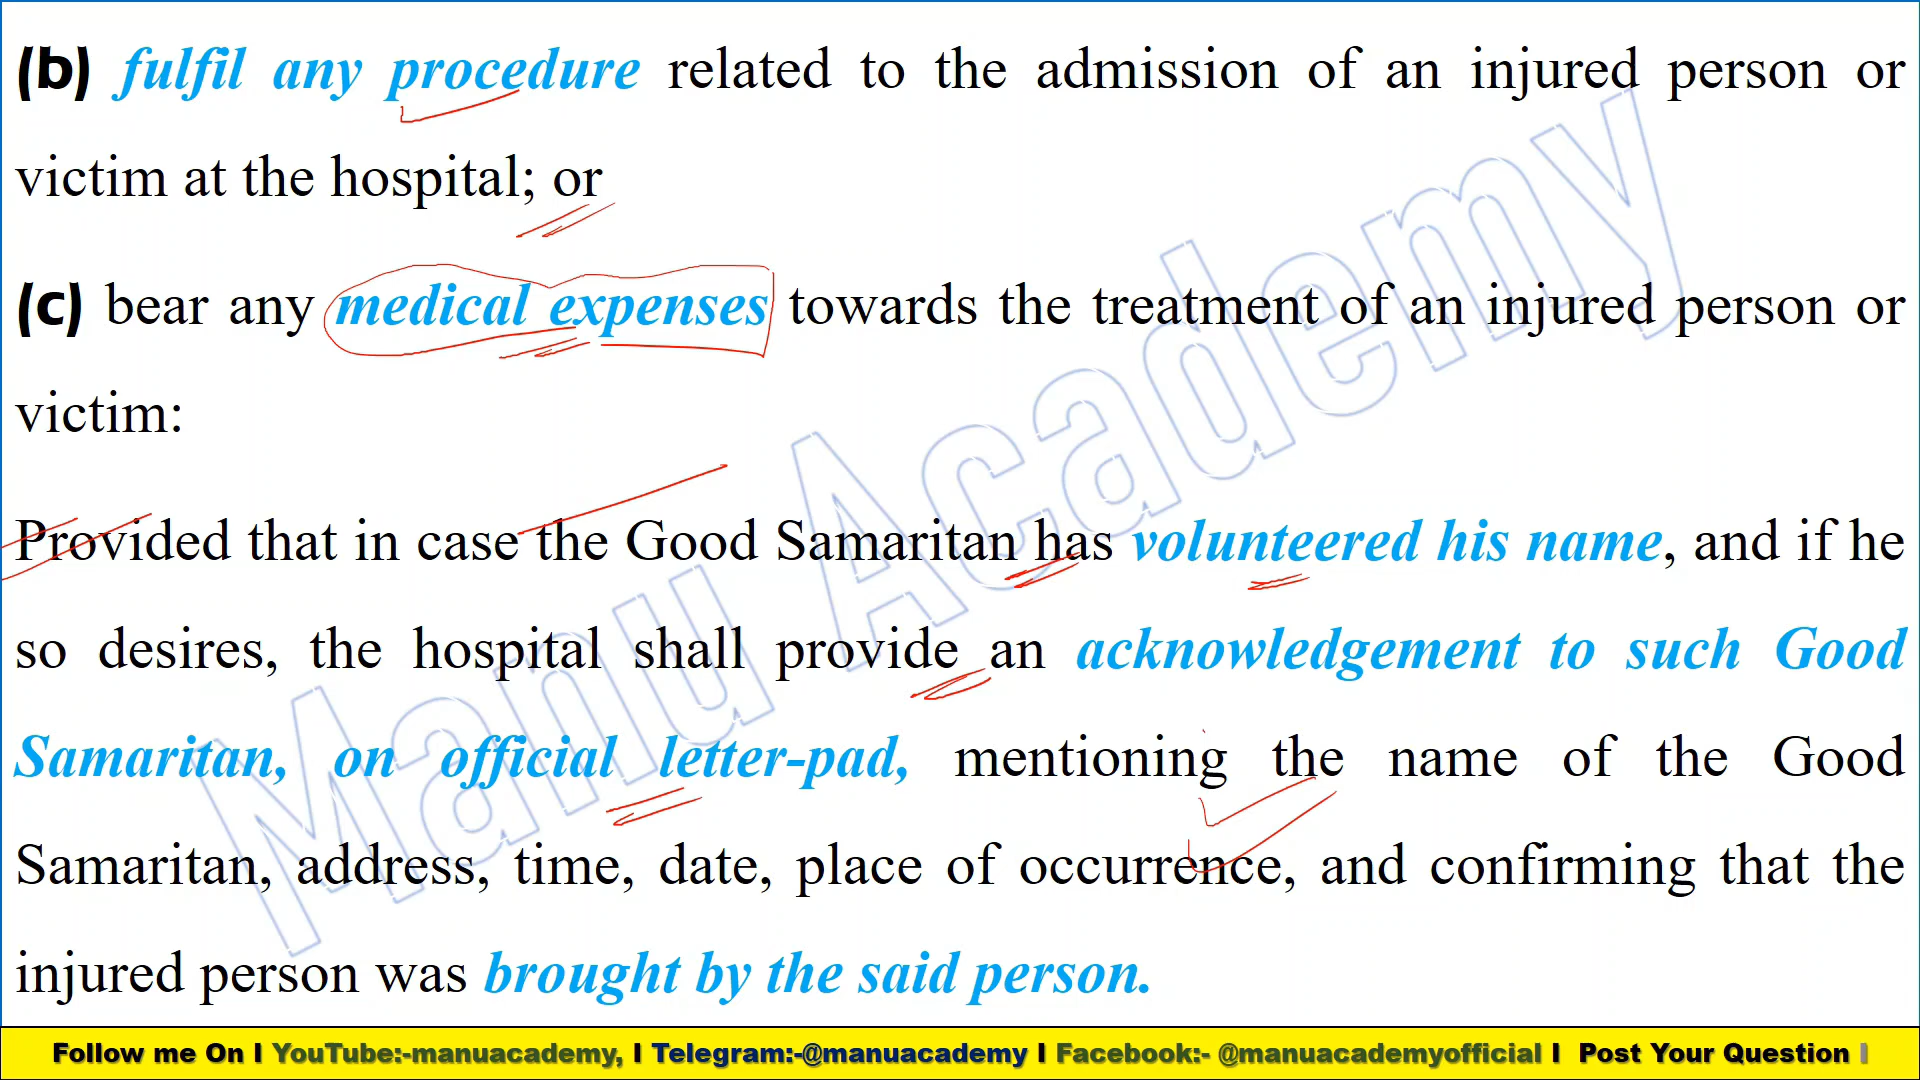 (b) fulfil any procedure related to the admission of an injured person or
victim at the hospital; or
(c) bear any medical expenses towards the treatment of an injured person or
victim:
Provided that in case the Good Samaritan has volunteered his name, and if he
so desires, the hospital shall provide an acknowledgement to such Good
Samaritan, on official letter-pad, mentioning the name of the Good
Samaritan, address, time, date, place of occurrence, and confirming that the
injured person was brought by the said person.
Manu Academy
Follow me On I YouTube:-manuacademy, I Telegram:-@manuacademy I Facebook:- @manuacademyofficial I Post Your Question I